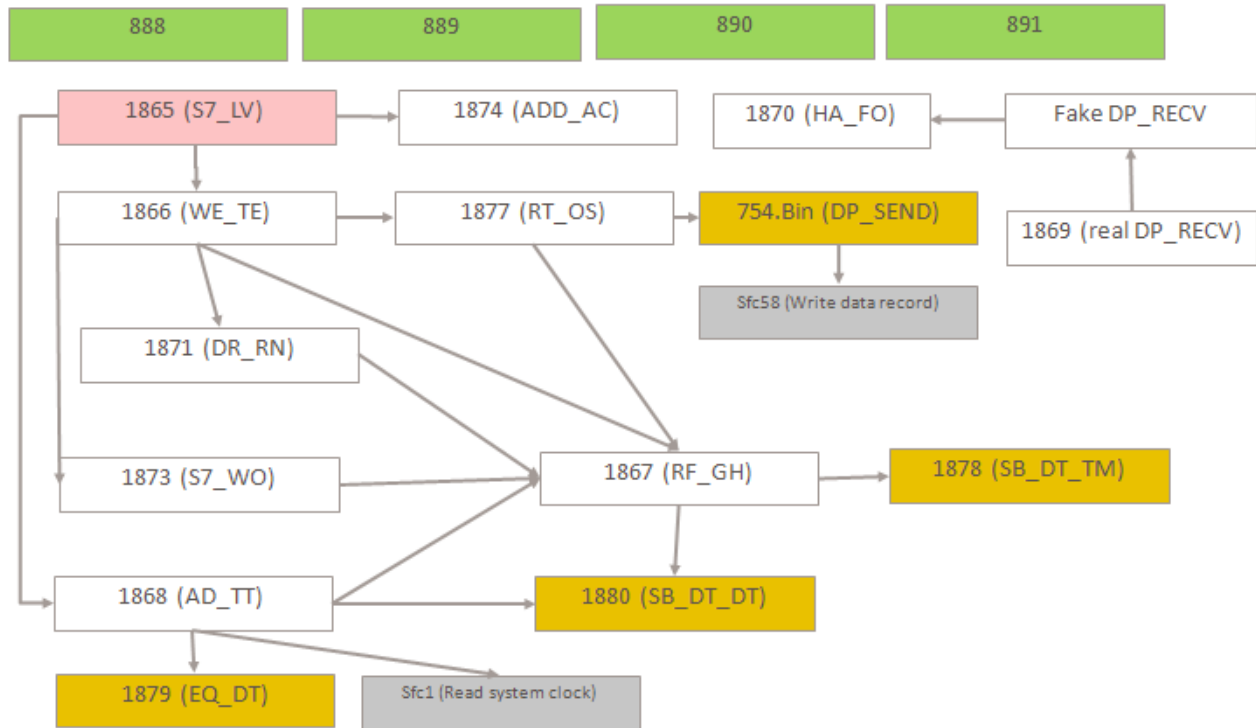 888
889
890
891
1865 (S7_LV)
1874 (ADD_AC)
1870 (HA_FO)
Fake DP_RECV
1866 (WE_TE)
1877 (RT_OS)
754.Bin (DP_SEND)
1869 (real DP_RECV)
Sfc58 (Write data record)
1871 (DR_RN)
1873 (S7_WO)
1867 (RF_GH)
1878 (SB_DT_TM)
1868 (AD_TT)
1880 (SB_DT_DT)
1879 (EQ_DT)
Sfc1 (Read system clock)